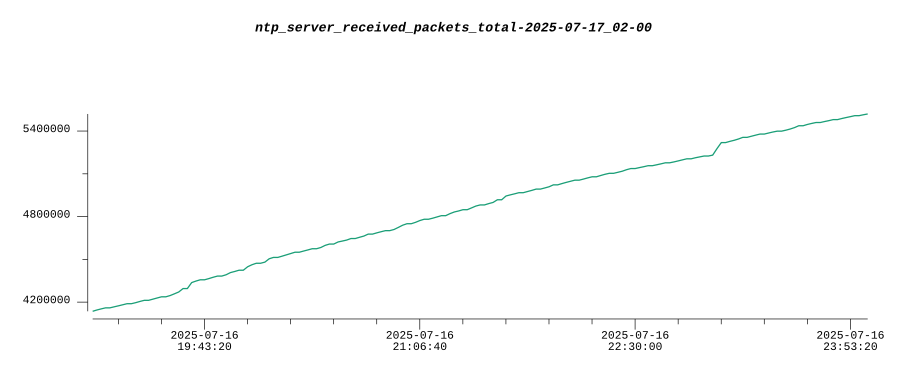 ntp_server_received_packets_total-2025-07-17_02-00
5400000
4800000
4200000
2025-07-16 2025-07-16 2025-07-16 2025-07-16
19:43:20 21:06:40 22:30:00 23:53:20